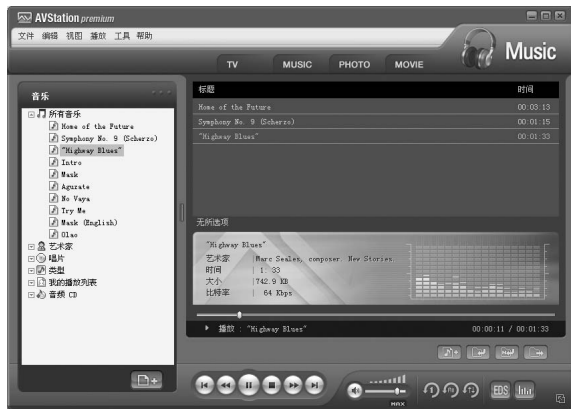 AVStation premium
文件 编辑 视图 播放 工具 帮助
Music
TV MUSIC PHOTO MOVIE
音乐
所有音乐
Home of the Future
Symphony No. 9 (Scherzo)
"Highway Blues"
Intro
Mask
Aguzate
No Vaya
Try Me
Mask (English)
Olao
艺术家
唱片
类型
我的播放列表
音频 CD
标题 时间
Home of the Future 00:03:13
Symphony No. 9 (Scherzo) 00:01:15
"Highway Blues" 00:01:33
无所选项
"Highway Blues"
艺术家 |Marc Seales, composer. New Stories
时间 | 1: 33
大小 |742.9 KB
比特率 | 64 Kbps
播放 : "Highway Blues" 00:00:11 / 00:01:33
MAX
EDS